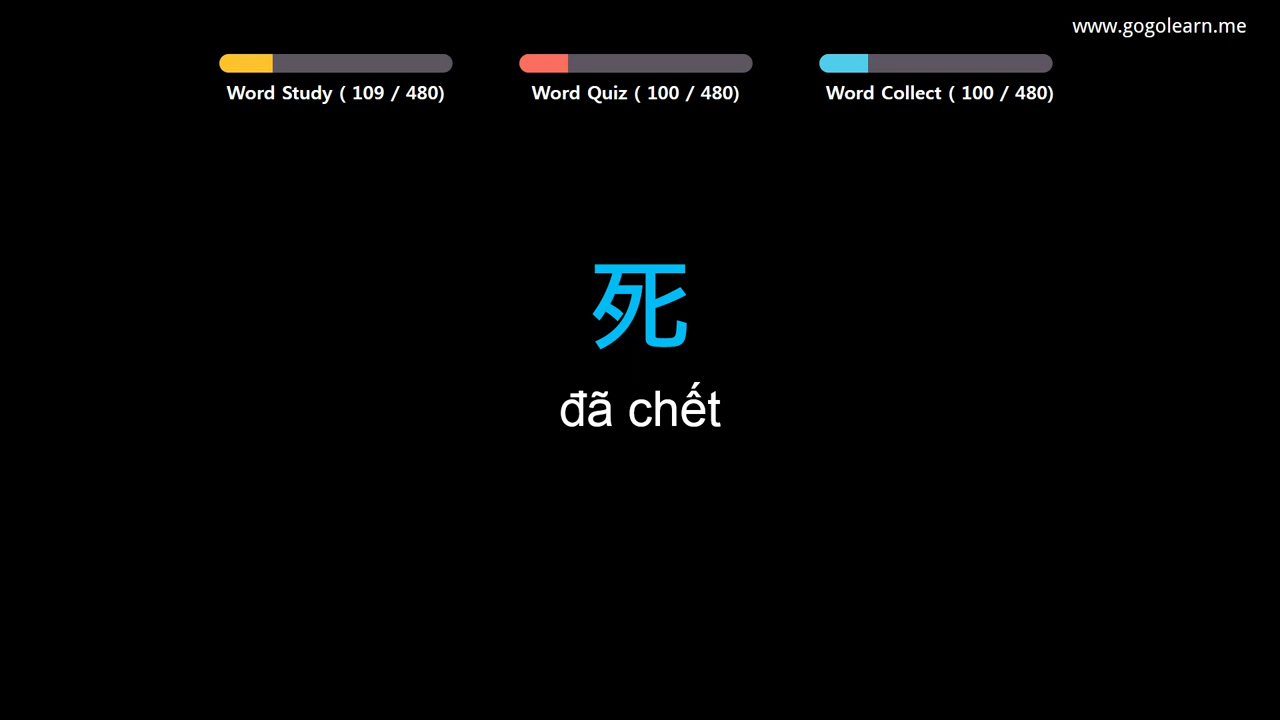 www.gogolearn.me
Word Study ( 109 / 480)
Word Quiz ( 100 / 480)
Word Collect ( 100 / 480)
死
đã chết